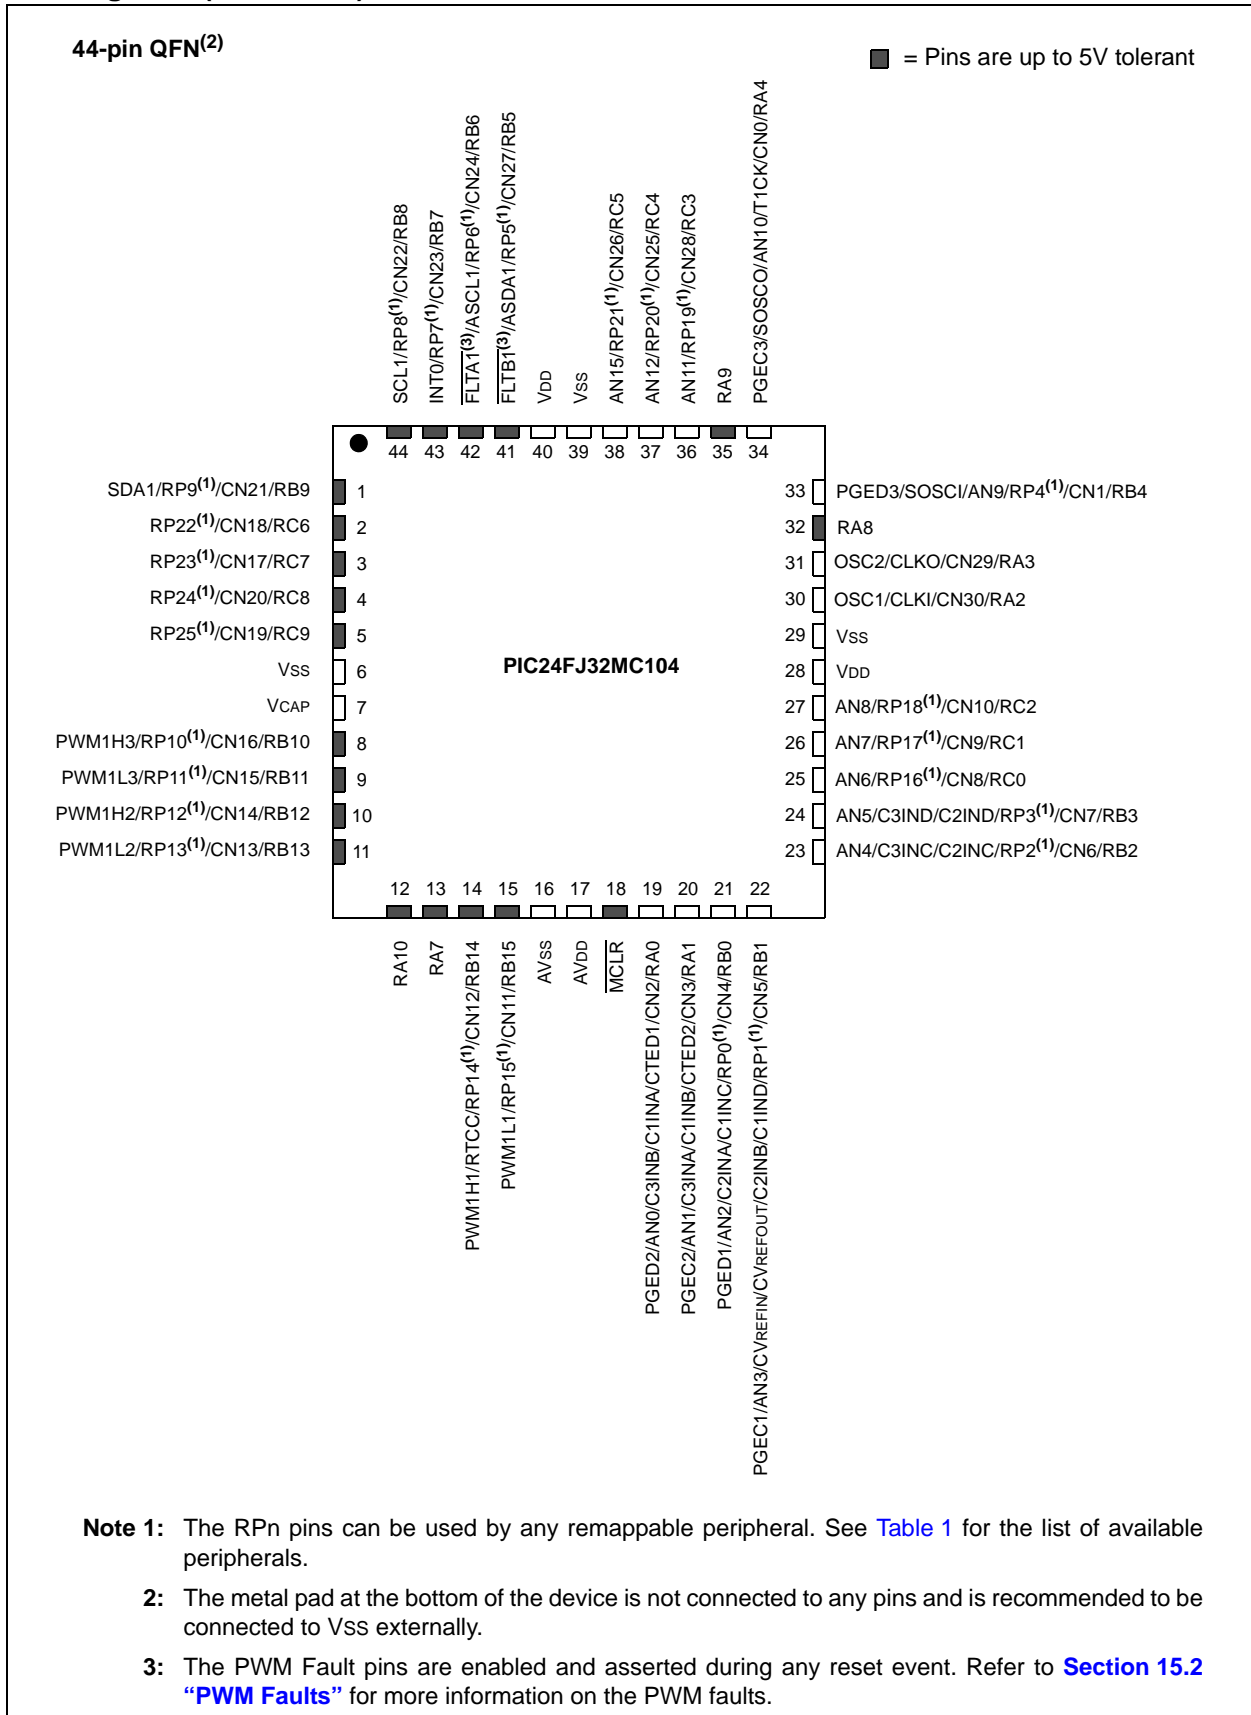 44-pin QFN(2)
= Pins are up to 5V tolerant
SCL1/RP8(1)/CN22/RB8
INT0/RP7(1)/CN23/RB7
FLTA1(3)/ASCL1/RP6(1)/CN24/RB6
FLTB1(3)/ASDA1/RP5(1)/CN27/RB5
VDD
VSS
AN15/RP21(1)/CN26/RC5
AN12/RP20(1)/CN25/RC4
AN11/RP19(1)/CN28/RC3
RA9
PGEC3/SOSCO/AN10/T1CK/CN0/RA4
44 43 42 41 40 39 38 37 36 35 34
SDA1/RP9(1)/CN21/RB9 1
RP22(1)/CN18/RC6 2
RP23(1)/CN17/RC7 3
RP24(1)/CN20/RC8 4
RP25(1)/CN19/RC9 5
VSS 6
VCAP 7
PWM1H3/RP10(1)/CN16/RB10 8
PWM1L3/RP11(1)/CN15/RB11 9
PWM1H2/RP12(1)/CN14/RB12 10
PWM1L2/RP13(1)/CN13/RB13 11
PIC24FJ32MC104
33 PGED3/SOSCI/AN9/RP4(1)/CN1/RB4
32 RA8
31 OSC2/CLKO/CN29/RA3
30 OSC1/CLKI/CN30/RA2
29 VSS
28 VDD
27 AN8/RP18(1)/CN10/RC2
26 AN7/RP17(1)/CN9/RC1
25 AN6/RP16(1)/CN8/RC0
24 AN5/C3IND/C2IND/RP3(1)/CN7/RB3
23 AN4/C3INC/C2INC/RP2(1)/CN6/RB2
12 13 14 15 16 17 18 19 20 21 22
RA10
RA7
PWM1H1/RTCC/RP14(1)/CN12/RB14
PWM1L1/RP15(1)/CN11/RB15
AVSS
AVDD
MCLR
PGED2/AN0/C3INB/C1INA/CTED1/CN2/RA0
PGEC2/AN1/C3INA/C1INB/CTED2/CN3/RA1
PGED1/AN2/C2INA/C1INC/RP0(1)/CN4/RB0
PGEC1/AN3/CVREFIN/CVREFOUT/C2INB/C1IND/RP1(1)/CN5/RB1
Note 1: The RPn pins can be used by any remappable peripheral. See Table 1 for the list of available
peripherals.
2: The metal pad at the bottom of the device is not connected to any pins and is recommended to be
connected to VSS externally.
3: The PWM Fault pins are enabled and asserted during any reset event. Refer to Section 15.2
“PWM Faults” for more information on the PWM faults.